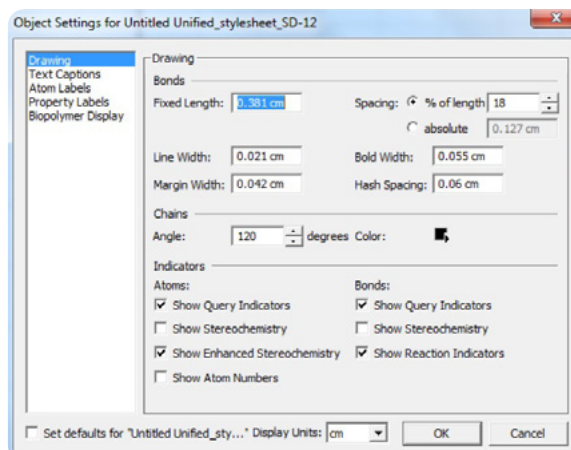 Object Settings for Untitled Unified_stylesheet_SD-12
x
Drawing
Text Captions
Atom Labels
Property Labels
Biopolymer Display
Drawing
Bonds
Fixed Length: 0.381 cm Spacing: % of length 18
absolute 0.127 cm
Line Width: 0.021 cm Bold Width: 0.055 cm
Margin Width: 0.042 cm Hash Spacing: 0.06 cm
Chains
Angle: 120 degrees Color:
Indicators
Atoms: Bonds:
Show Query Indicators Show Query Indicators
Show Stereochemistry Show Stereochemistry
Show Enhanced Stereochemistry Show Reaction Indicators
Show Atom Numbers
Set defaults for "Untitled Unified_sty..." Display Units: cm OK Cancel